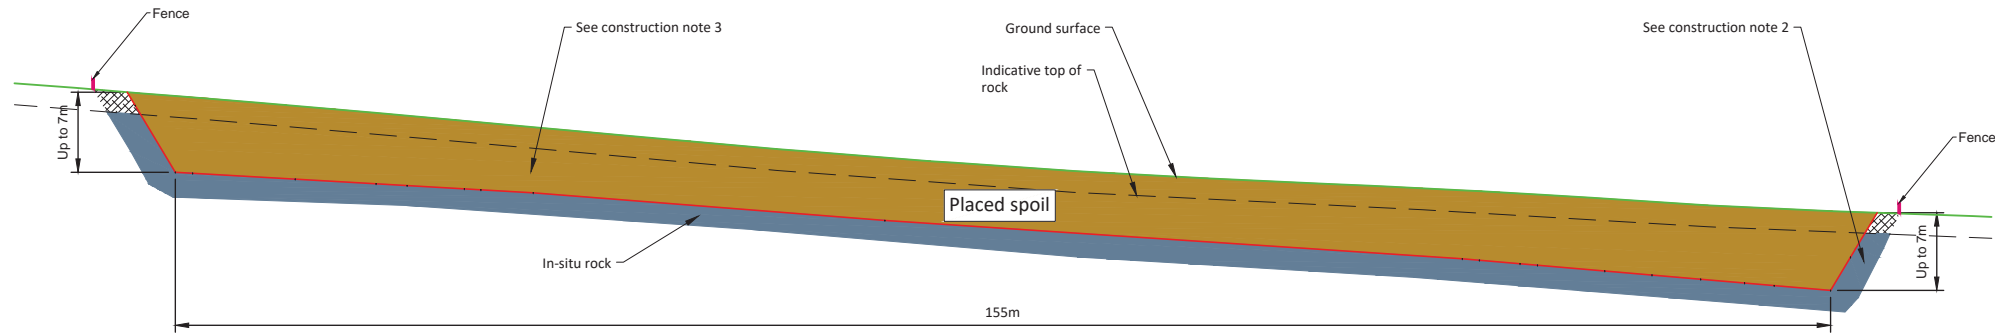 Fence
See construction note 3
Ground surface
See construction note 2
Indicative top of
rock
Up to 7m
Fence
Placed spoil
In-situ rock
Up to 7m
155m